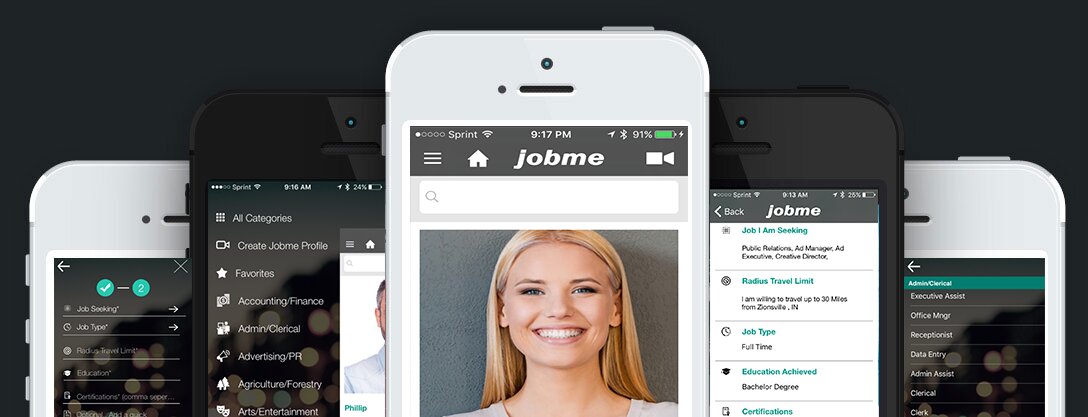 Job Seeking*
Job Type*
Radius Travel Limit*
Education*
Certifications* (comma seper...
Optional - Add a quick
2
Sprint 9:16 AM 24%
All Categories
Create Jobme Profile
Favorites
Accounting/Finance
Admin/Clerical
Advertising/PR
Agriculture/Forestry
Arts/Entertainment
Phillip
Sprint 9:17 PM 91%
jobme
Sprint 9:13 AM 25%
Back jobme
Job I Am Seeking
Public Relations, Ad Manager, Ad
Executive, Creative Director,
Radius Travel Limit
I am willing to travel up to 30 Miles
from Zionsville , IN
Job Type
Full Time
Education Achieved
Bachelor Degree
Certifications
Admin/Clerical
Executive Assist
Office Mngr
Receptionist
Data Entry
Admin Assist
Clerical
Clerk